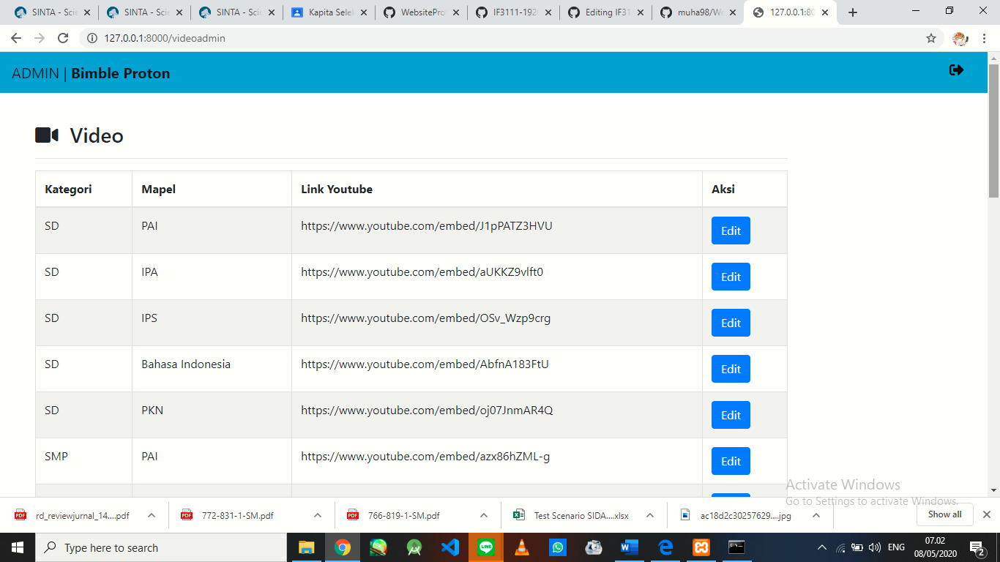 SINTA - Scie
SINTA - Scie
SINTA - Scie
Kapita Sele
WebsitePro
IF3111-192
Editing IF31
muha98/We
127.0.0.1:80
127.0.0.1:8000/videoadmin
ADMIN | Bimble Proton
Video
Kategori Mapel Link Youtube Aksi
SD PAI https://www.youtube.com/embed/J1pPATZ3HVU Edit
SD IPA https://www.youtube.com/embed/aUKKZ9vlft0 Edit
SD IPS https://www.youtube.com/embed/OSv_Wzp9crg Edit
SD Bahasa Indonesia https://www.youtube.com/embed/AbfnA183FtU Edit
SD PKN https://www.youtube.com/embed/oj07JnmAR4Q Edit
SMP PAI https://www.youtube.com/embed/azx86hZML-g Edit
Activate Windows
Go to Settings to activate Windows.
rd_reviewjurnal_14....pdf
772-831-1-SM.pdf
766-819-1-SM.pdf
Test Scenario SIDA....xlsx
ac18d2c30257629....jpg
Show all
Type here to search
ENG
07.02
08/05/2020
2